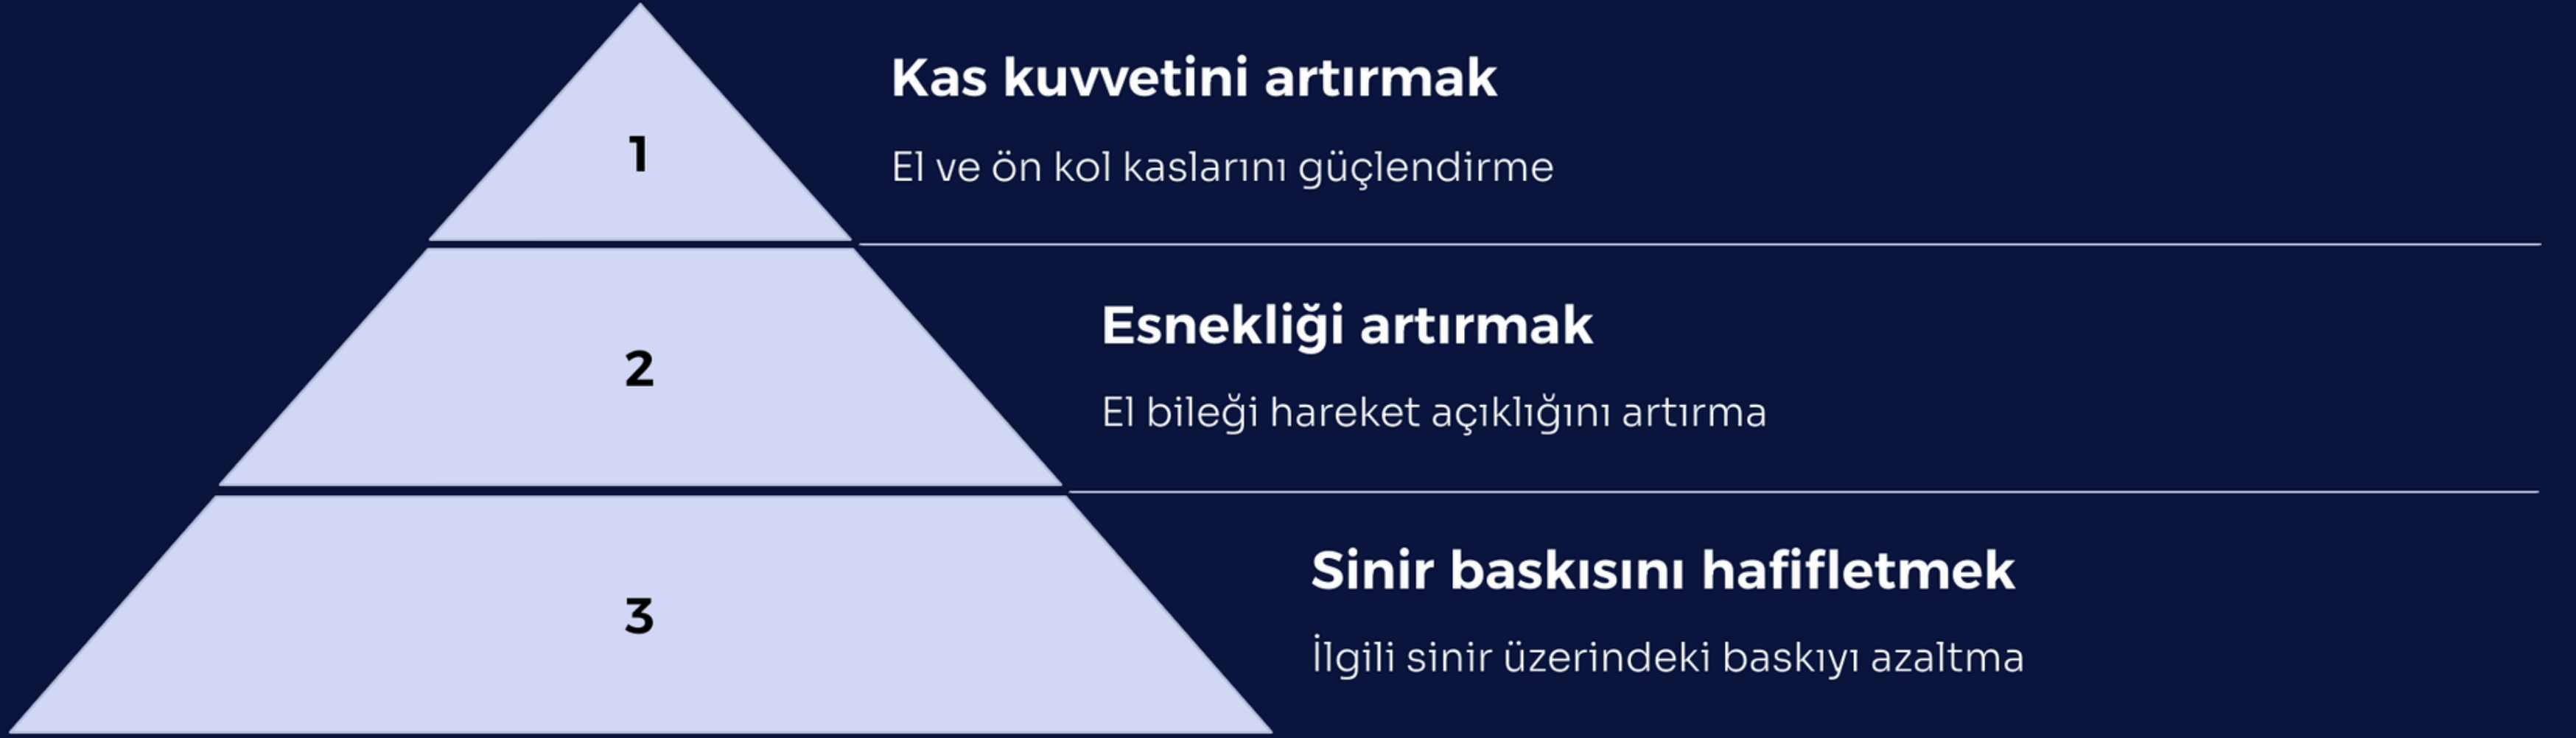 1
Kas kuvvetini artırmak
El ve ön kol kaslarını güçlendirme
2
Esnekliği artırmak
El bileği hareket açıklığını artırma
3
Sinir baskısını hafifletmek
İlgili sinir üzerindeki baskıyı azaltma